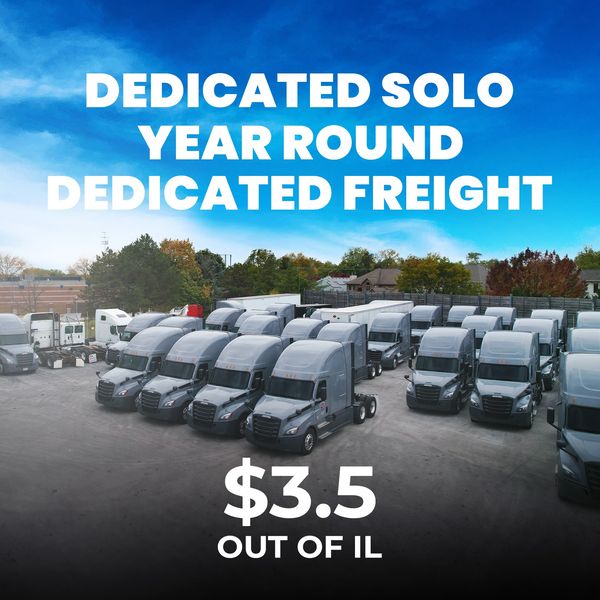 DEDICATED SOLO
YEAR ROUND
DEDICATED FREIGHT
$3.5
OUT OF IL